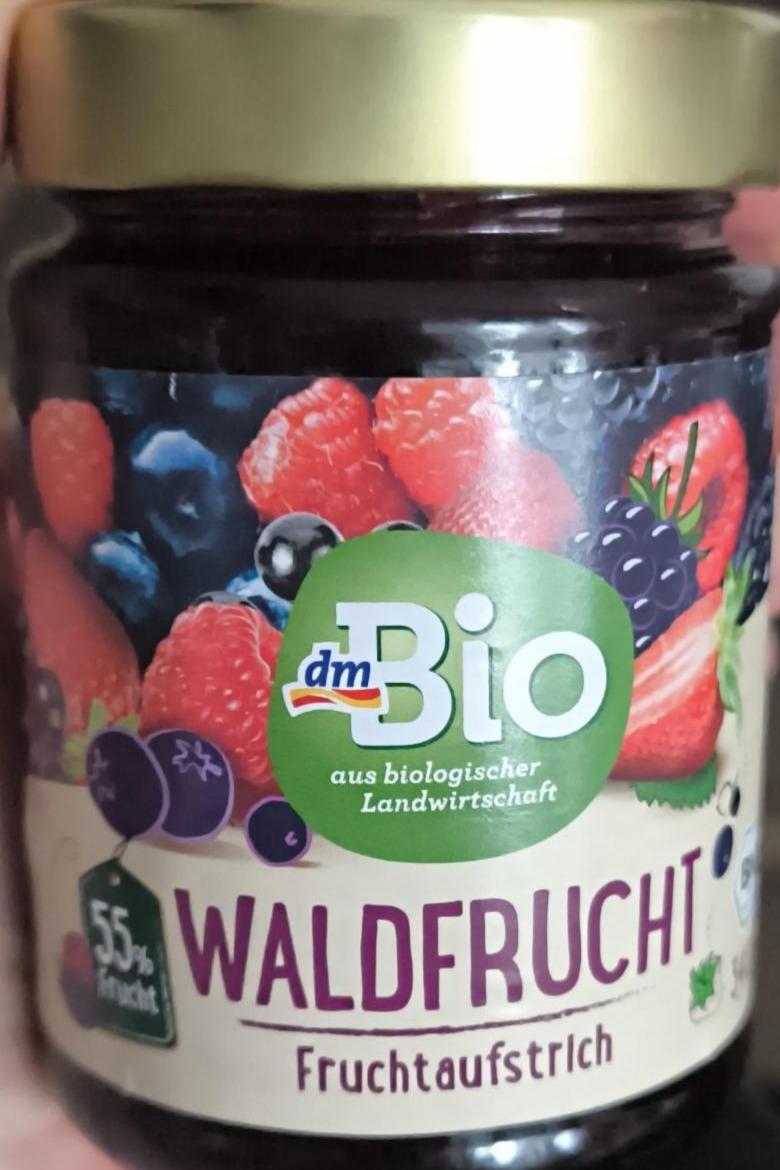 dm
Bio
aus biologischer
Landwirtschaft
55%
Frucht
WALDFRUCHT
Fruchtaufstrich